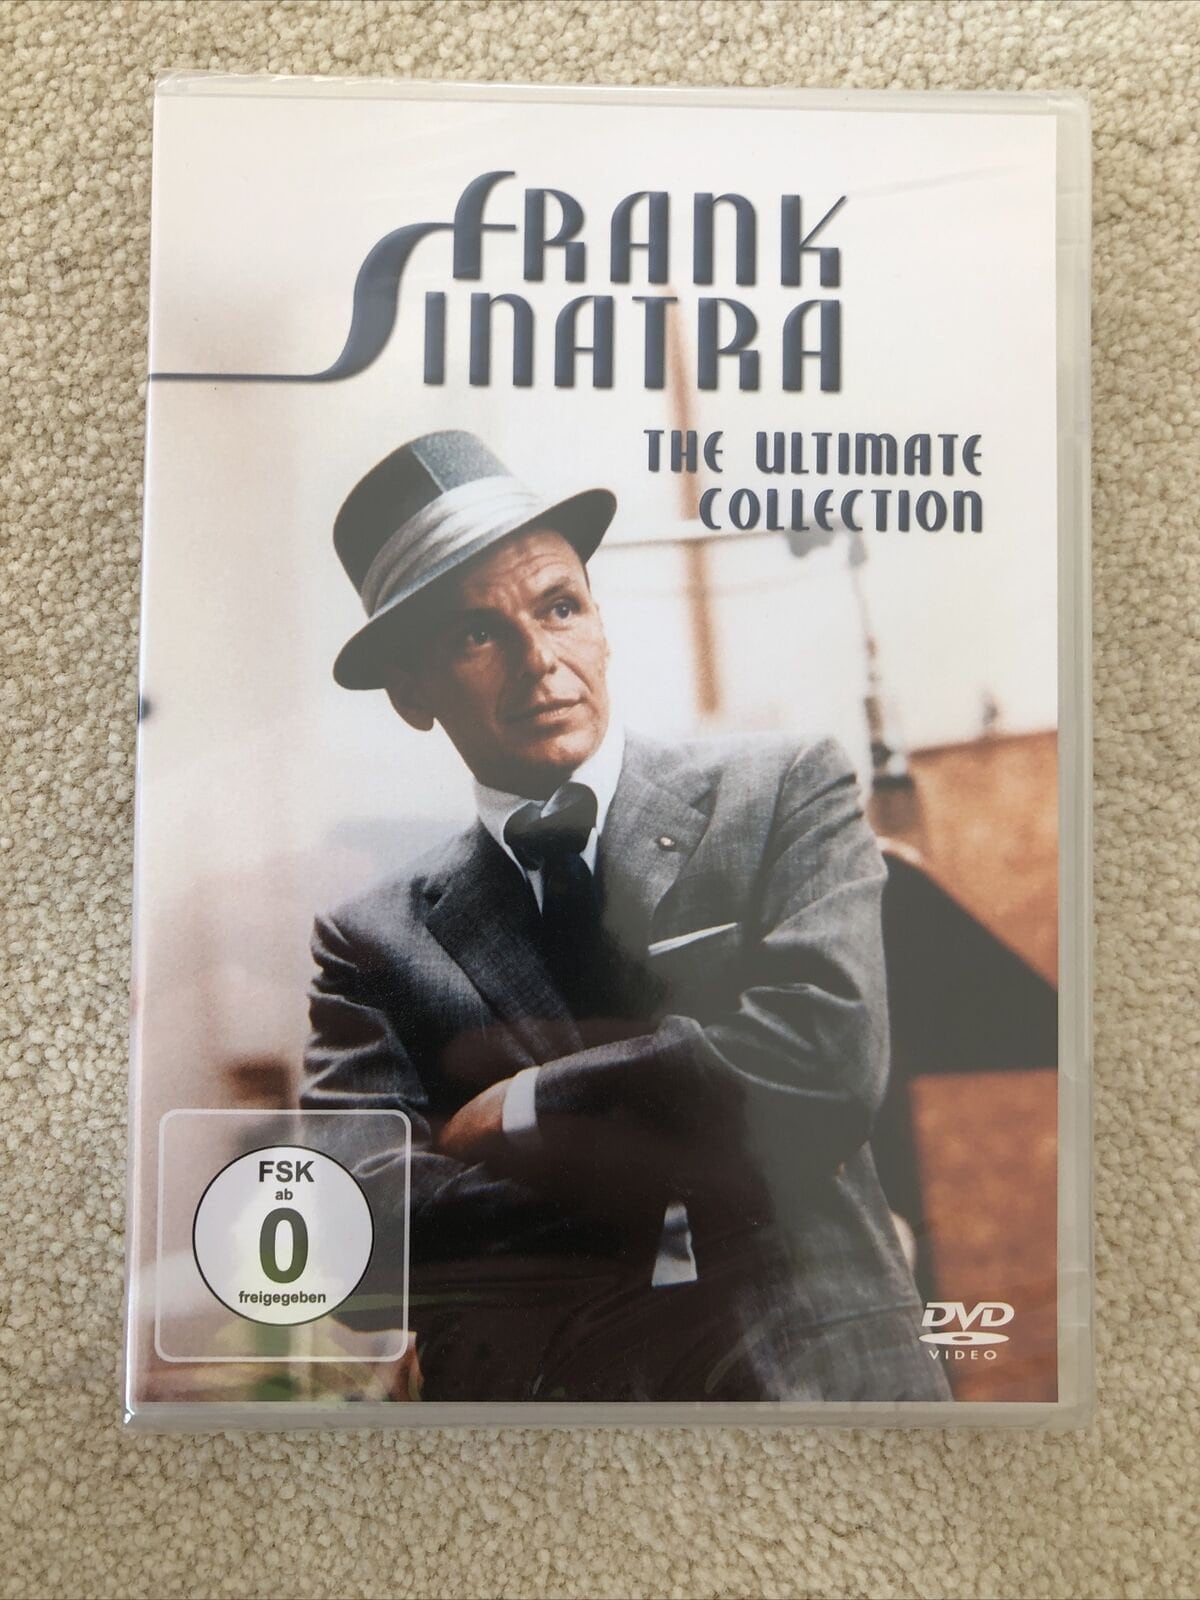 FRANK
SINATRA
THE ULTIMATE
COLLECTION
FSK
ab
0
freigegeben
DVD
VIDEO